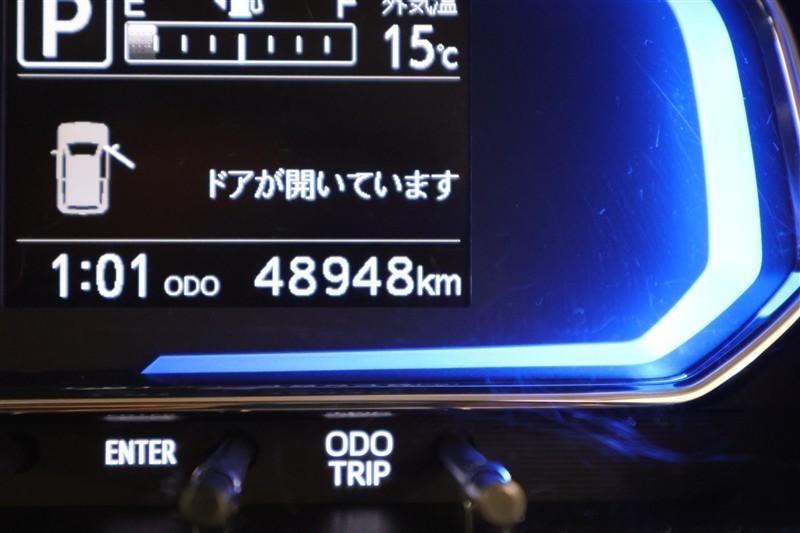 P E F 外気温
15℃
ドアが開いています
1:01 ODO 48948km
ENTER ODO
TRIP